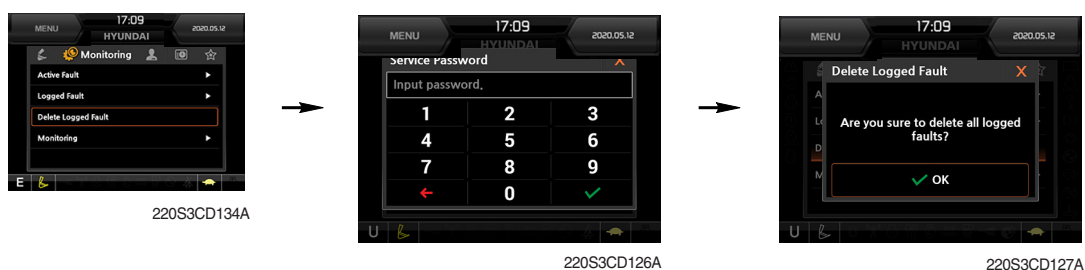 MENU
17:09
HYUNDAI
2020.05.12
Monitoring
Active Fault
Logged Fault
Delete Logged Fault
Monitoring
E
220S3CD134A
MENU
17:09
HYUNDAI
2020.05.12
Service Password
X
Input password.
1 2 3
4 5 6
7 8 9
0
U
220S3CD126A
MENU
17:09
HYUNDAI
2020.05.12
Delete Logged Fault
X
Are you sure to delete all logged
faults?
OK
U
220S3CD127A